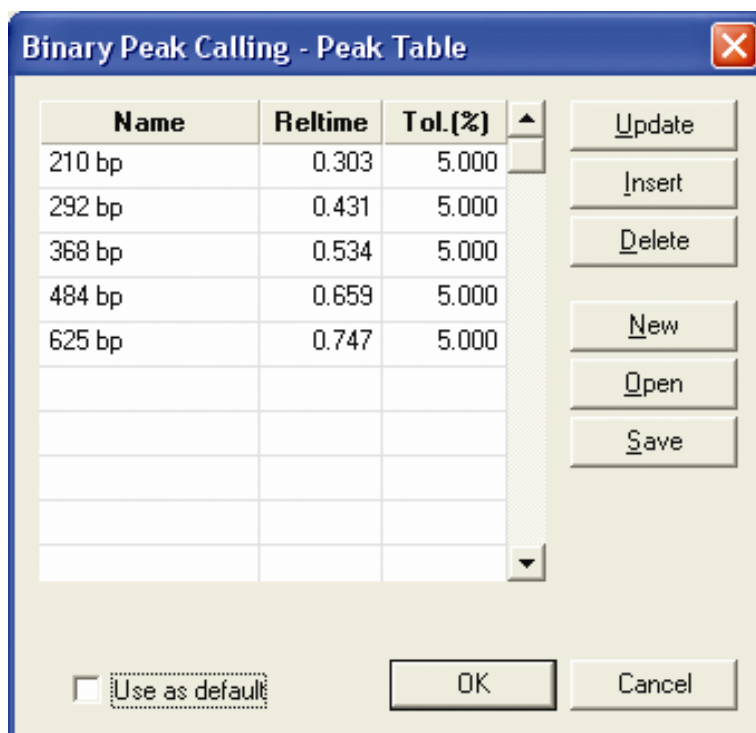 Binary Peak Calling - Peak Table
Name Reltime Tol.(%)
210 bp 0.303 5.000
292 bp 0.431 5.000
368 bp 0.534 5.000
484 bp 0.659 5.000
625 bp 0.747 5.000
Update
Insert
Delete
New
Open
Save
Use as default
OK
Cancel